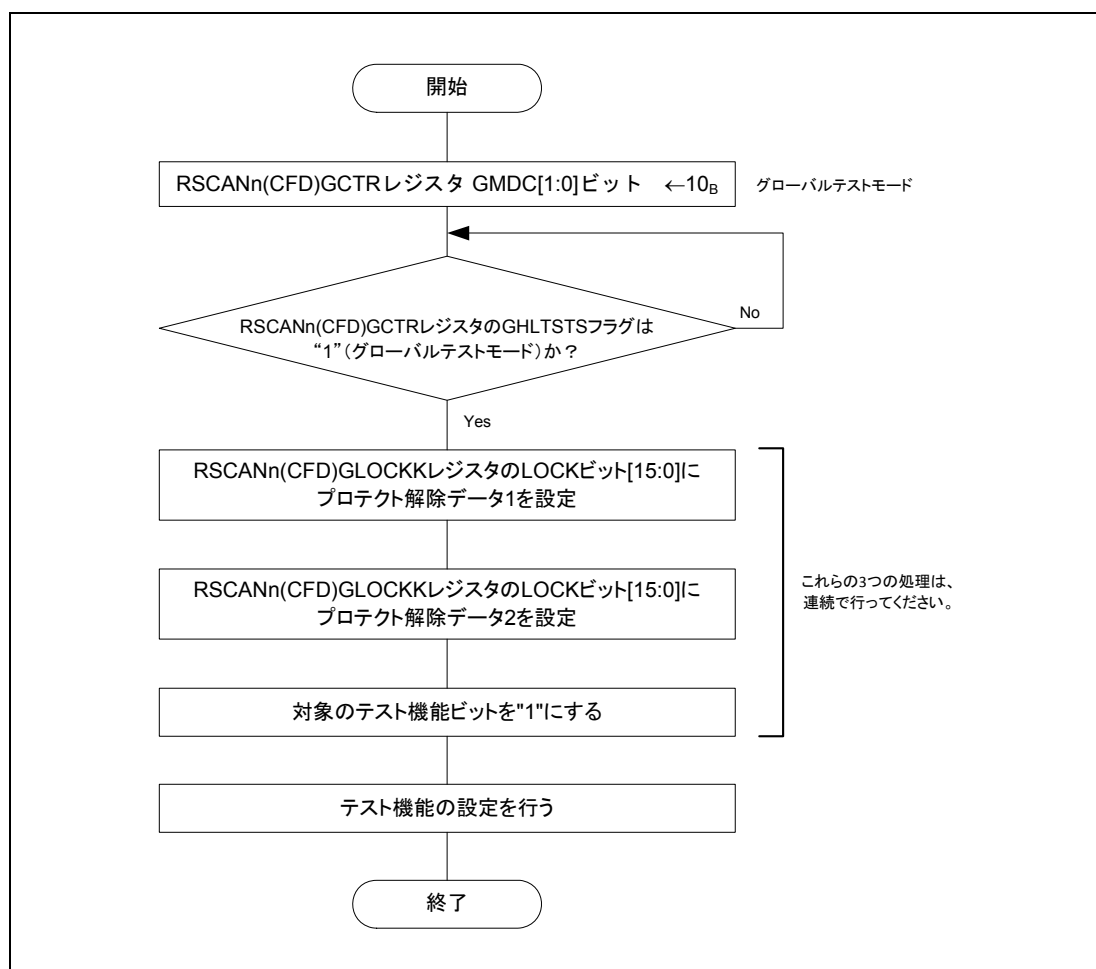 開始
RSCANn(CFD)GCTRレジスタ GMDC[1:0]ビット ←10B
グローバルテストモード
No
RSCANn(CFD)GCTRレジスタのGHLTSTSフラグは
“1”(グローバルテストモード)か?
Yes
RSCANn(CFD)GLOCKKレジスタのLOCKビット[15:0]に
プロテクト解除データ1を設定
RSCANn(CFD)GLOCKKレジスタのLOCKビット[15:0]に
プロテクト解除データ2を設定
これらの3つの処理は、
連続で行ってください。
対象のテスト機能ビットを"1"にする
テスト機能の設定を行う
終了